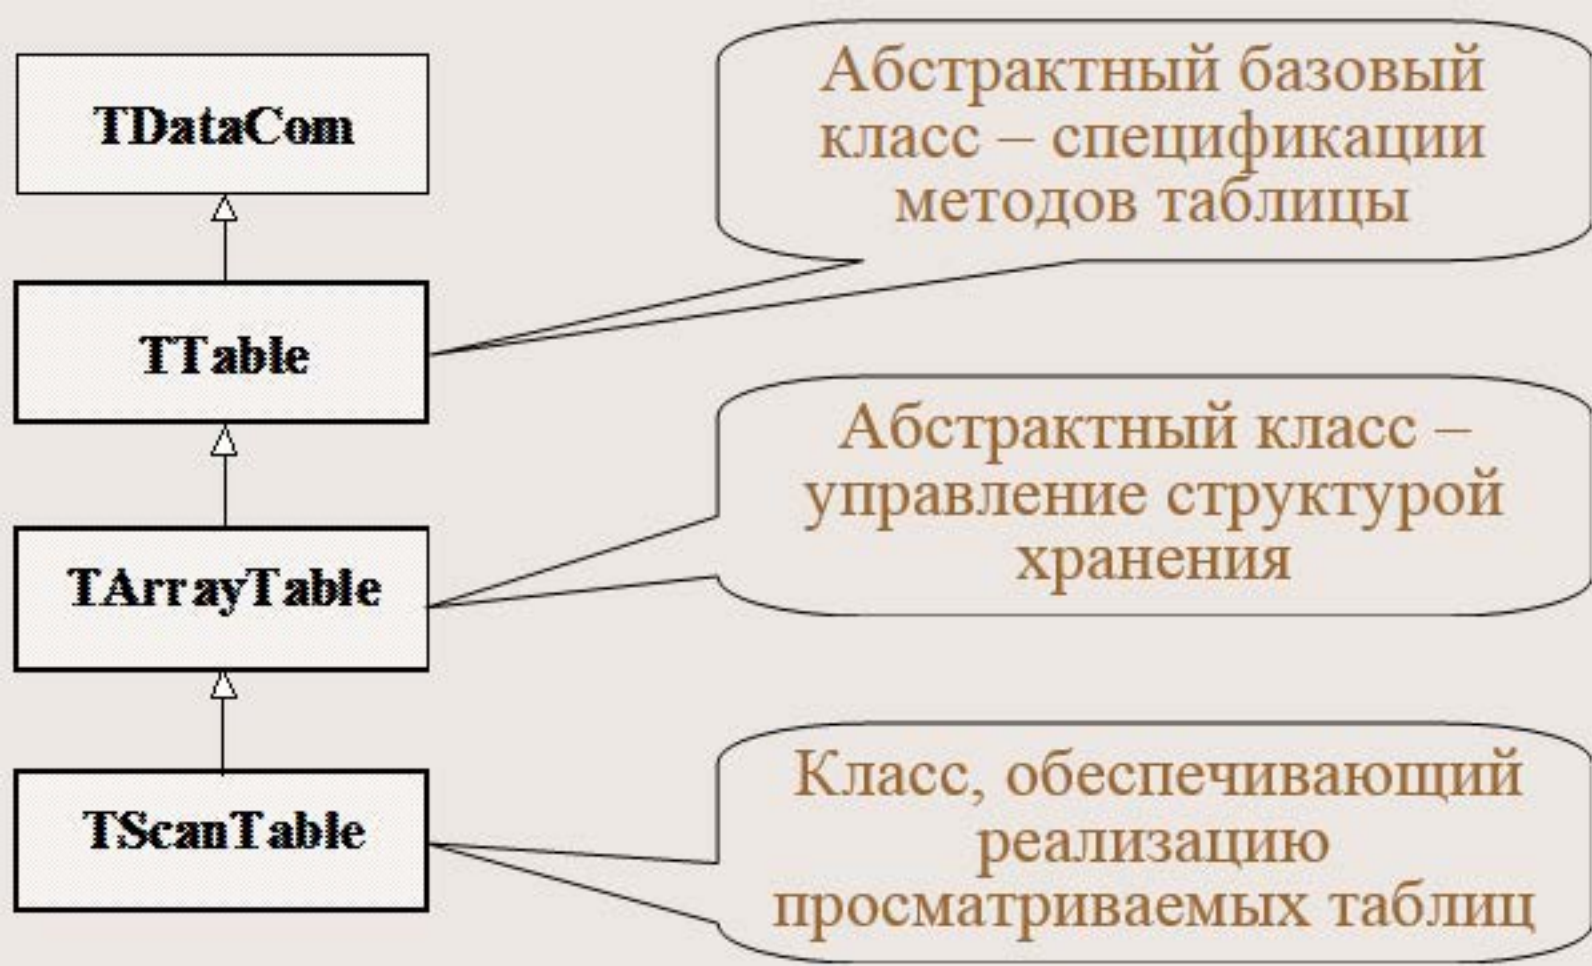 TDataCom
Абстрактный базовый
класс – спецификации
методов таблицы
TTable
Абстрактный класс –
управление структурой
хранения
TArrayTable
Класс, обеспечивающий
реализацию
просматриваемых таблиц
TScanTable